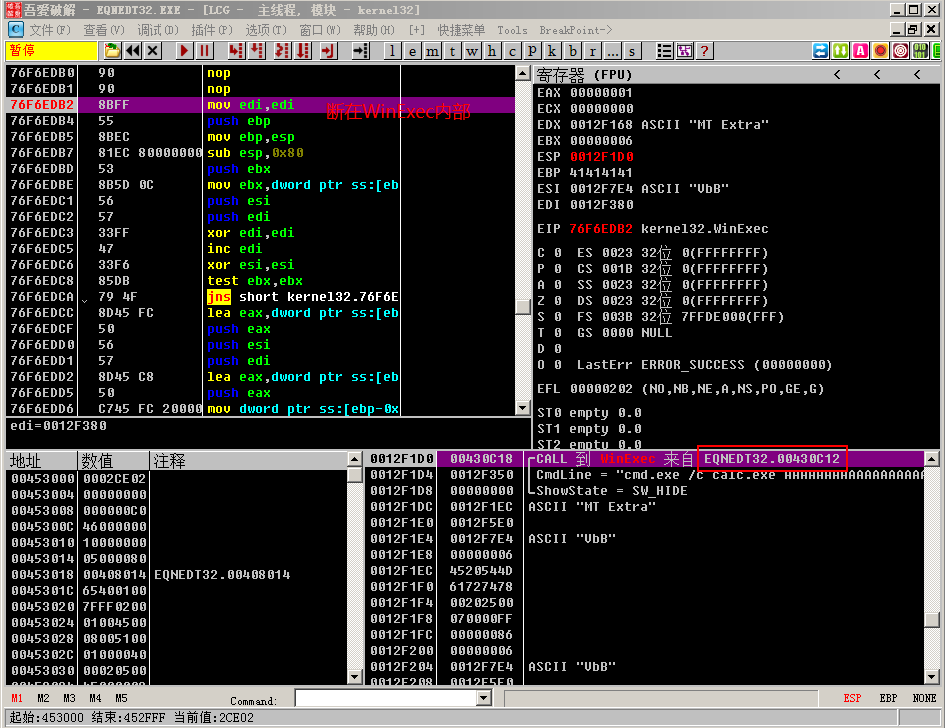 吾愛破解 - EQNEDT32.EXE - [LCG - 主线程, 模块 - kernel32]
文件(F) 查看(V) 调试(D) 插件(P) 选项(T) 窗口(W) 帮助(H) [+] 快捷菜单 Tools BreakPoint->
暂停 l e m t w h c p k b r ... s ?
76F6EDB0 90 nop
76F6EDB1 90 nop
76F6EDB2 8BFF mov edi,edi
断在WinExec内部
76F6EDB4 55 push ebp
76F6EDB5 8BEC mov ebp,esp
76F6EDB7 81EC 80000000 sub esp,0x80
76F6EDBD 53 push ebx
76F6EDBE 8B5D 0C mov ebx,dword ptr ss:[eb
76F6EDC1 56 push esi
76F6EDC2 57 push edi
76F6EDC3 33FF xor edi,edi
76F6EDC5 47 inc edi
76F6EDC6 33F6 xor esi,esi
76F6EDC8 85DB test ebx,ebx
76F6EDCA 79 4F jns short kernel32.76F6E
76F6EDCC 8D45 FC lea eax,dword ptr ss:[eb
76F6EDCF 50 push eax
76F6EDD0 56 push esi
76F6EDD1 57 push edi
76F6EDD2 8D45 C8 lea eax,dword ptr ss:[eb
76F6EDD5 50 push eax
76F6EDD6 C745 FC 20000 mov dword ptr ss:[ebp-0x
edi=0012F380
寄存器 (FPU) < < <
EAX 00000001
ECX 00000000
EDX 0012F168 ASCII "MT Extra"
EBX 00000006
ESP 0012F1D0
EBP 41414141
ESI 0012F7E4 ASCII "VbB"
EDI 0012F380
EIP 76F6EDB2 kernel32.WinExec
C 0 ES 0023 32位 0(FFFFFFFF)
P 0 CS 001B 32位 0(FFFFFFFF)
A 0 SS 0023 32位 0(FFFFFFFF)
Z 0 DS 0023 32位 0(FFFFFFFF)
S 0 FS 003B 32位 7FFDE000(FFF)
T 0 GS 0000 NULL
D 0
O 0 LastErr ERROR_SUCCESS (00000000)
EFL 00000202 (NO,NB,NE,A,NS,PO,GE,G)
ST0 empty 0.0
ST1 empty 0.0
ST2 empty 0.0
地址 数值 注释
00453000 0002CE02
00453004 00000000
00453008 000000C0
0045300C 46000000
00453010 10000000
00453014 05000080
00453018 00408014 EQNEDT32.00408014
0045301C 65400100
00453020 7FFF0200
00453024 01004500
00453028 08005100
0045302C 01000040
00453030 00020500
0012F1D0 00430C18 CALL 到 WinExec 来自 EQNEDT32.00430C12
0012F1D4 0012F350 CmdLine = "cmd.exe /c calc.exe AAAAAAAAAAAAAAAAAA
0012F1D8 00000000 ShowState = SW_HIDE
0012F1DC 0012F1EC ASCII "MT Extra"
0012F1E0 0012F5E0
0012F1E4 0012F7E4 ASCII "VbB"
0012F1E8 00000006
0012F1EC 4520544D
0012F1F0 61727478
0012F1F4 00202500
0012F1F8 070000FF
0012F1FC 00000086
0012F200 00000006
0012F204 0012F7E4 ASCII "VbB"
0012F208 0012F5E0
M1 M2 M3 M4 M5 Command: ESP EBP NONE
起始:453000 结束:452FFF 当前值:2CE02